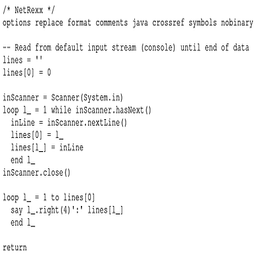 /* NetRexx */
options replace format comments java crossref symbols nobinary

-- Read from default input stream (console) until end of data
lines = ''
lines[0] = 0

inScanner = Scanner(System.in)
loop l_ = 1 while inScanner.hasNext()
  inLine = inScanner.nextLine()
  lines[0] = l_
  lines[l_] = inLine
  end l_
inScanner.close()

loop l_ = 1 to lines[0]
  say l_.right(4)':' lines[l_]
  end l_

return